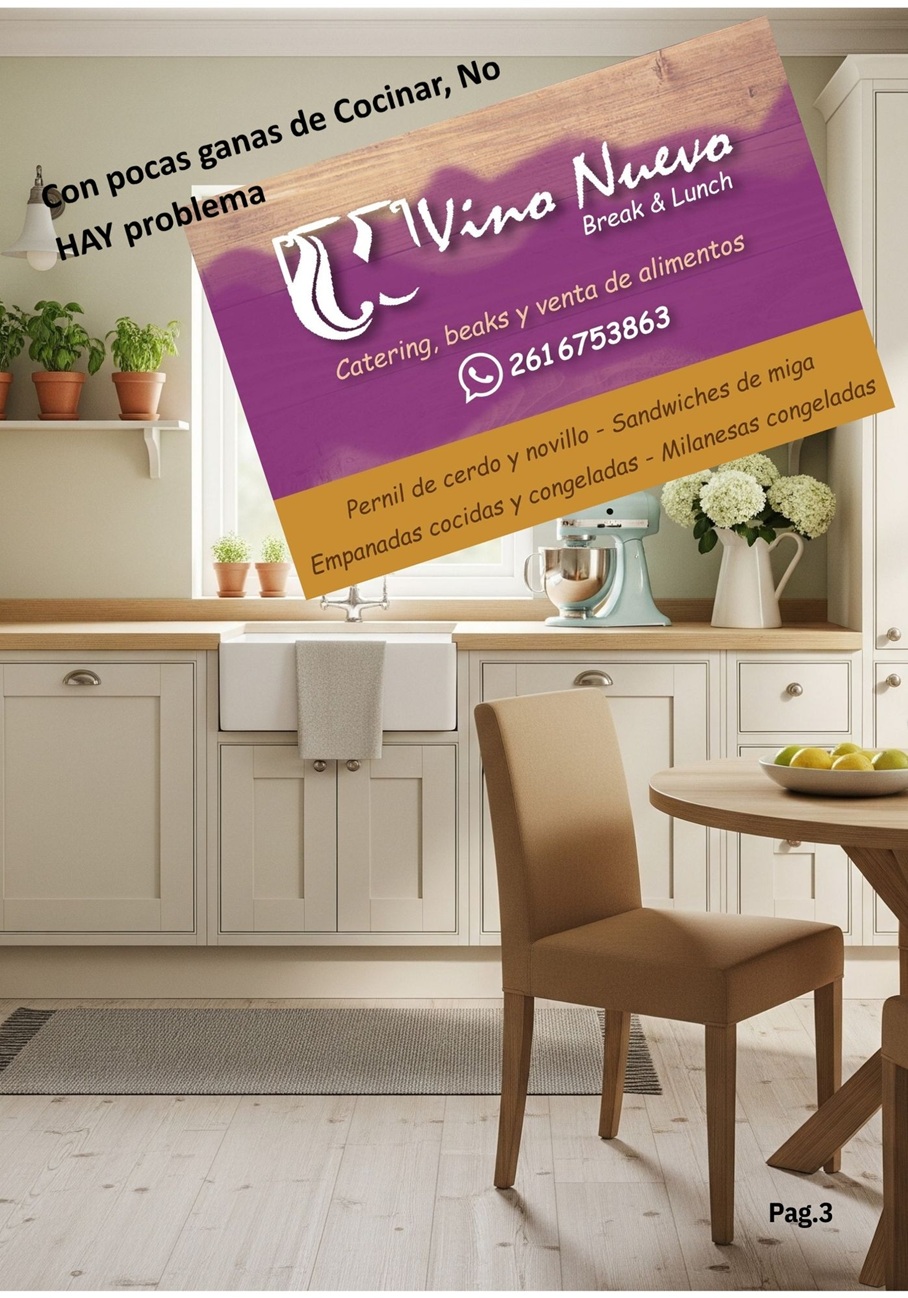 Con pocas ganas de Cocinar, No
HAY problema
Vino Nuevo
Break & Lunch
Catering, beaks y venta de alimentos
2616753863
Pernil de cerdo y novillo - Sandwiches de miga
Empanadas cocidas y congeladas - Milanesas congeladas
Pag.3